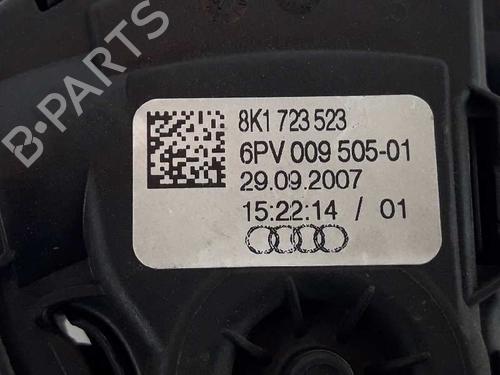 B-PARTS
8K1 723 523
6PV 009 505-01
29.09.2007
15:22:14 / 01